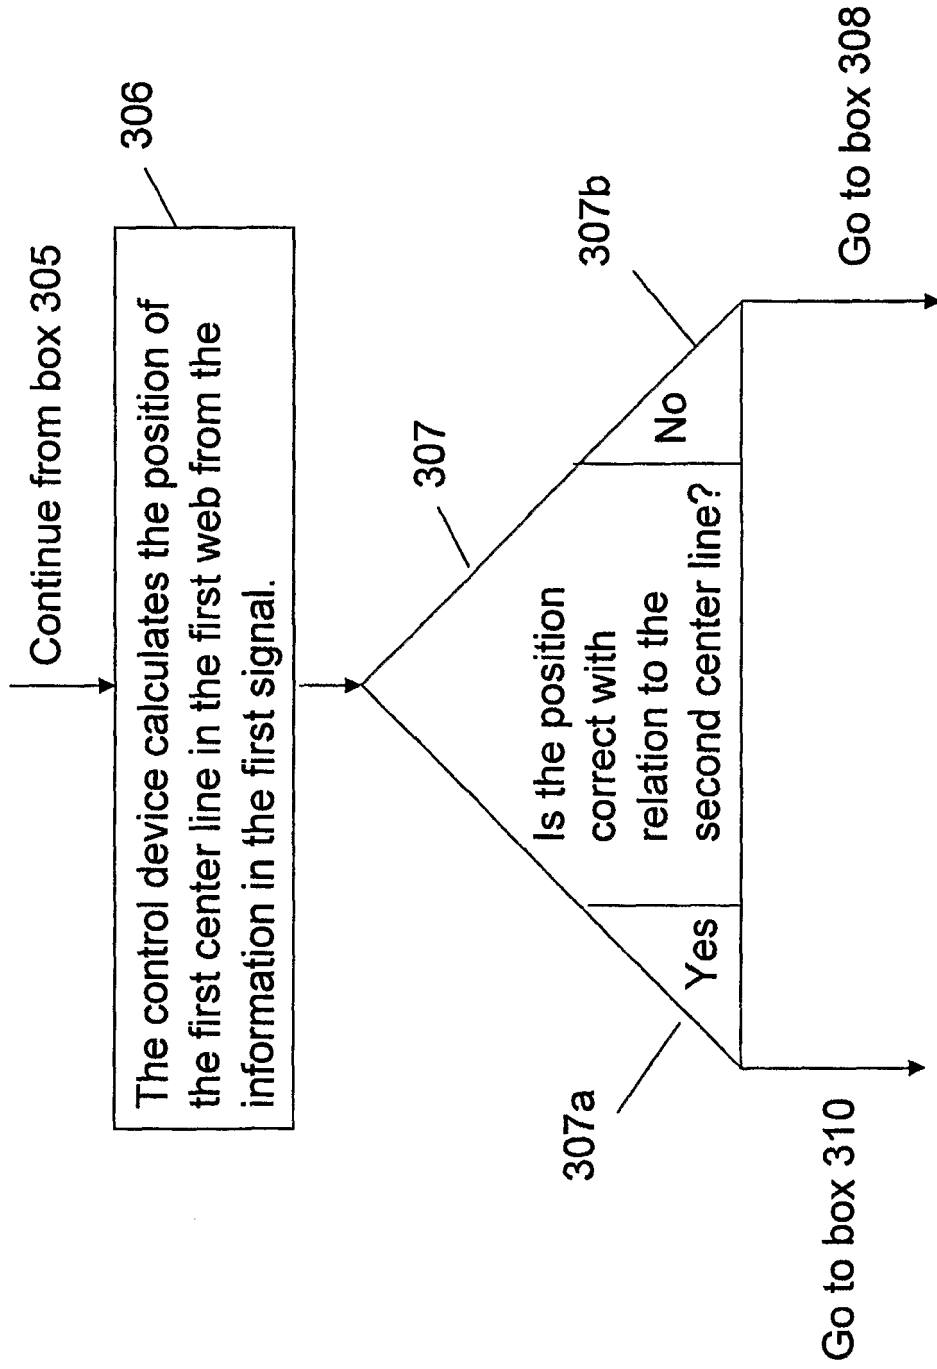 Continue from box 305
306
The control device calculates the position of
the first center line in the first web from the
information in the first signal.
307
Is the position
correct with
relation to the
second center line?
307a
Yes
No
307b
Go to box 310
Go to box 308